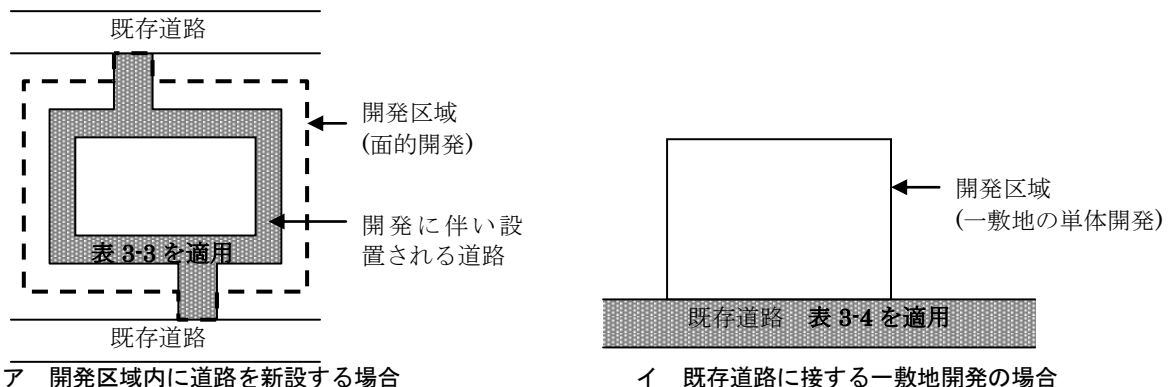 既存道路
開発区域
(面的開発)
開発に伴い設
置される道路
表 3-3 を適用
既存道路
ア 開発区域内に道路を新設する場合
開発区域
(一敷地の単体開発)
既存道路 表 3-4 を適用
イ 既存道路に接する一敷地開発の場合